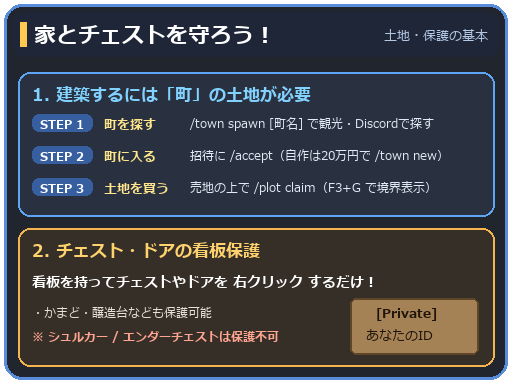 家とチェストを守ろう！
土地・保護の基本
1. 建築するには「町」の土地が必要
STEP 1 町を探す /town spawn [町名] で観光・Discordで探す
STEP 2 町に入る 招待に /accept（自作は20万円で /town new）
STEP 3 土地を買う 売地の上で /plot claim（F3+G で境界表示）
2. チェスト・ドアの看板保護
看板を持ってチェストやドアを 右クリック するだけ！
・かまど・醸造台なども保護可能
※ シュルカー / エンダーチェストは保護不可
[Private]
あなたのID